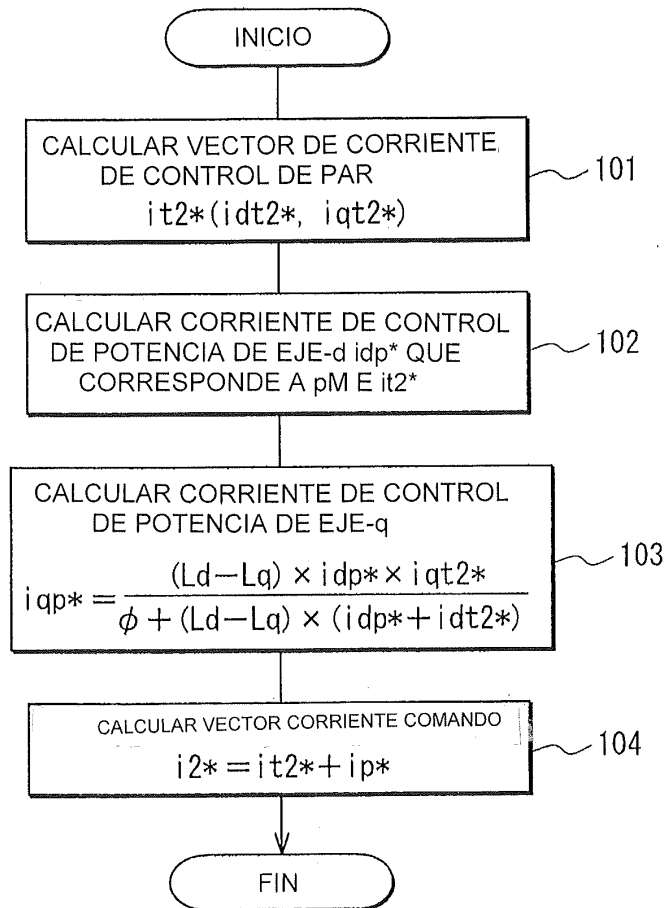 INICIO
CALCULAR VECTOR DE CORRIENTE
DE CONTROL DE PAR
it2*(idt2*, iqt2*)
101
CALCULAR CORRIENTE DE CONTROL
DE POTENCIA DE EJE-d idp* QUE
CORRESPONDE A pM E it2*
102
CALCULAR CORRIENTE DE CONTROL
DE POTENCIA DE EJE-q
iqp* = (Ld-Lq) × idp* × iqt2*
ϕ + (Ld-Lq) × (idp* + idt2*)
103
CALCULAR VECTOR CORRIENTE COMANDO
i2* = it2* + ip*
104
FIN